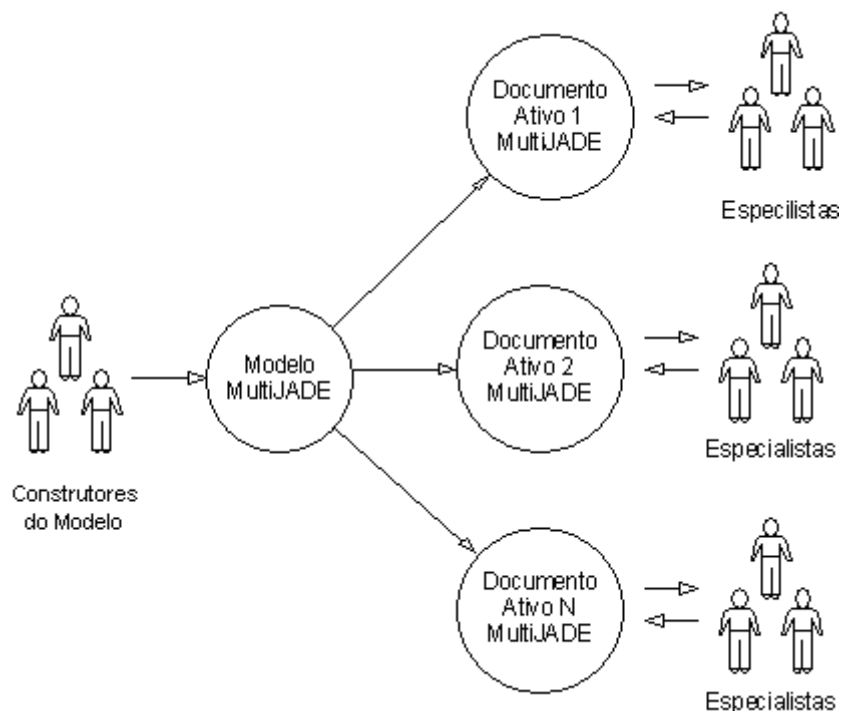 Documento
Ativo 1
MultiJADE
Especilistas
Modelo
MultiJADE
Documento
Ativo 2
MultiJADE
Especialistas
Construtores
do Modelo
Documento
Ativo N
MultiJADE
Especialistas